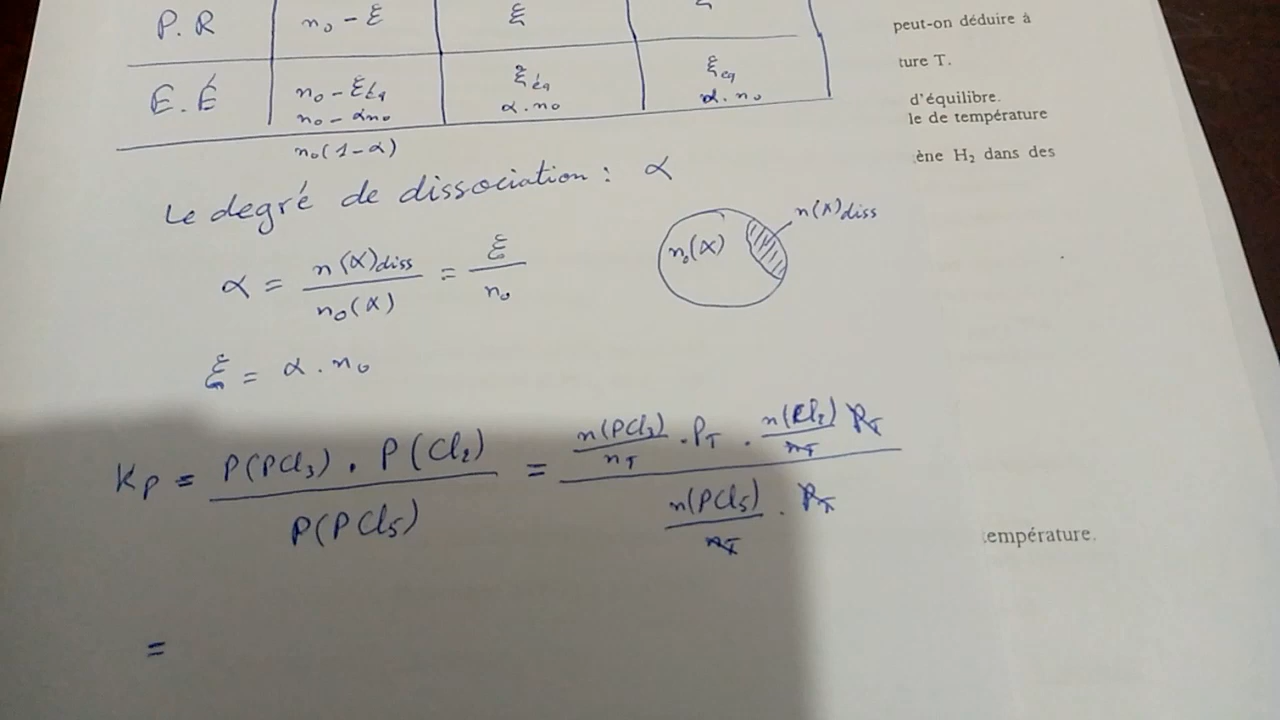 P.R n₀ - ξ ξ ξ
E.É n₀ - ξéq ξéq ξeq
n₀ - αn₀ α.n₀ α.n₀
n₀(1-α)
Le degré de dissociation : α
α = n(X)diss / n₀(X) = ξ / n₀
n₀(X) n(X)diss
ξ = α . n₀
Kp = P(PCl₃) . P(Cl₂) / P(PCl₅) = n(PCl₃)/nT . PT . n(Cl₂)/nT PT / n(PCl₅)/nT . PT
=
peut-on déduire à
ture T.
d'équilibre.
le de température
ène H₂ dans des
empérature.